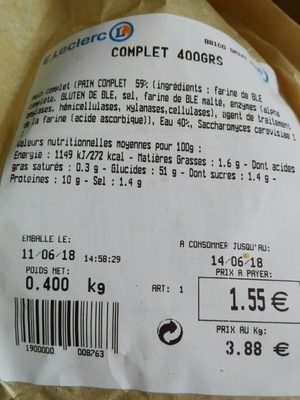 E.Leclerc L
COMPLET 400GRS
pain complet (PAIN COMPLET 59% (ingrédients : farine de BLE
complète, GLUTEN DE BLE, sel, farine de BLE malté, enzymes (alpha
amylases, hémicellulases, xylanases,cellulases), agent de traitement
de la farine (acide ascorbique)), Eau 40%, Saccharomyces cerevisiae
Valeurs nutritionnelles moyennes pour 100g :
Energie : 1149 kJ/272 kcal - Matières Grasses : 1.6 g - Dont acides
gras saturés : 0.3 g - Glucides : 51 g - Dont sucres : 1.4 g -
Protéines : 10 g - Sel : 1.4 g
EMBALLE LE: A CONSOMMER JUSQU'AU:
11/06/18 14:58:29 14/06/18
POIDS NET: PRIX A PAYER:
0.400 kg ART: 1 1.55 €
PRIX AU Kg:
3.88 €
1900000 008763